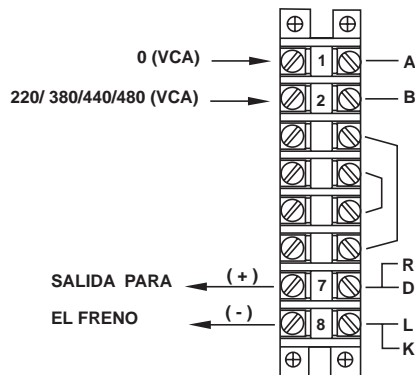 0 (VCA) 1 A
220/ 380/440/480 (VCA) 2 B
R
SALIDA PARA (+) 7 D
EL FRENO (-) 8 L
K